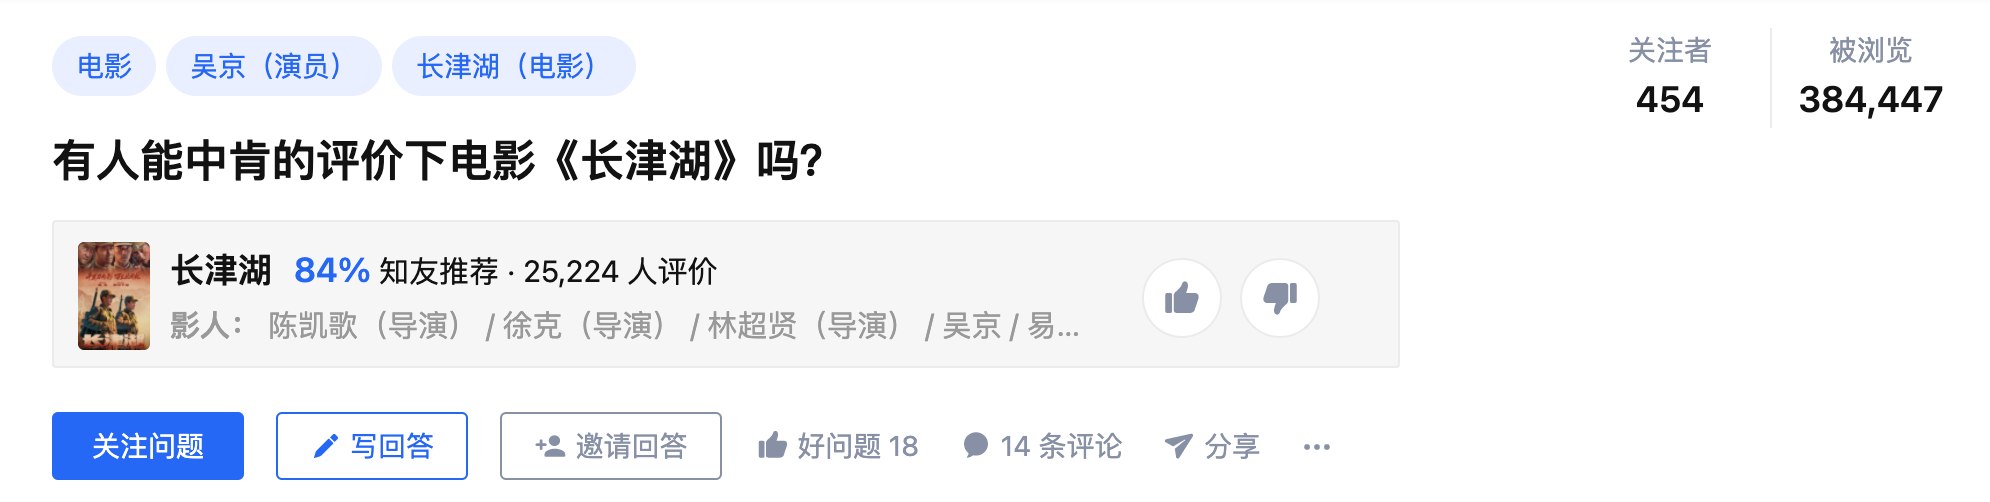 电影 吴京（演员） 长津湖（电影）
关注者 被浏览
454 384,447
有人能中肯的评价下电影《长津湖》吗?
长津湖 84% 知友推荐 · 25,224 人评价
影人： 陈凯歌（导演） / 徐克（导演） / 林超贤（导演） / 吴京 / 易...
长津湖
关注问题 写回答 邀请回答 好问题 18 14 条评论 分享 ···